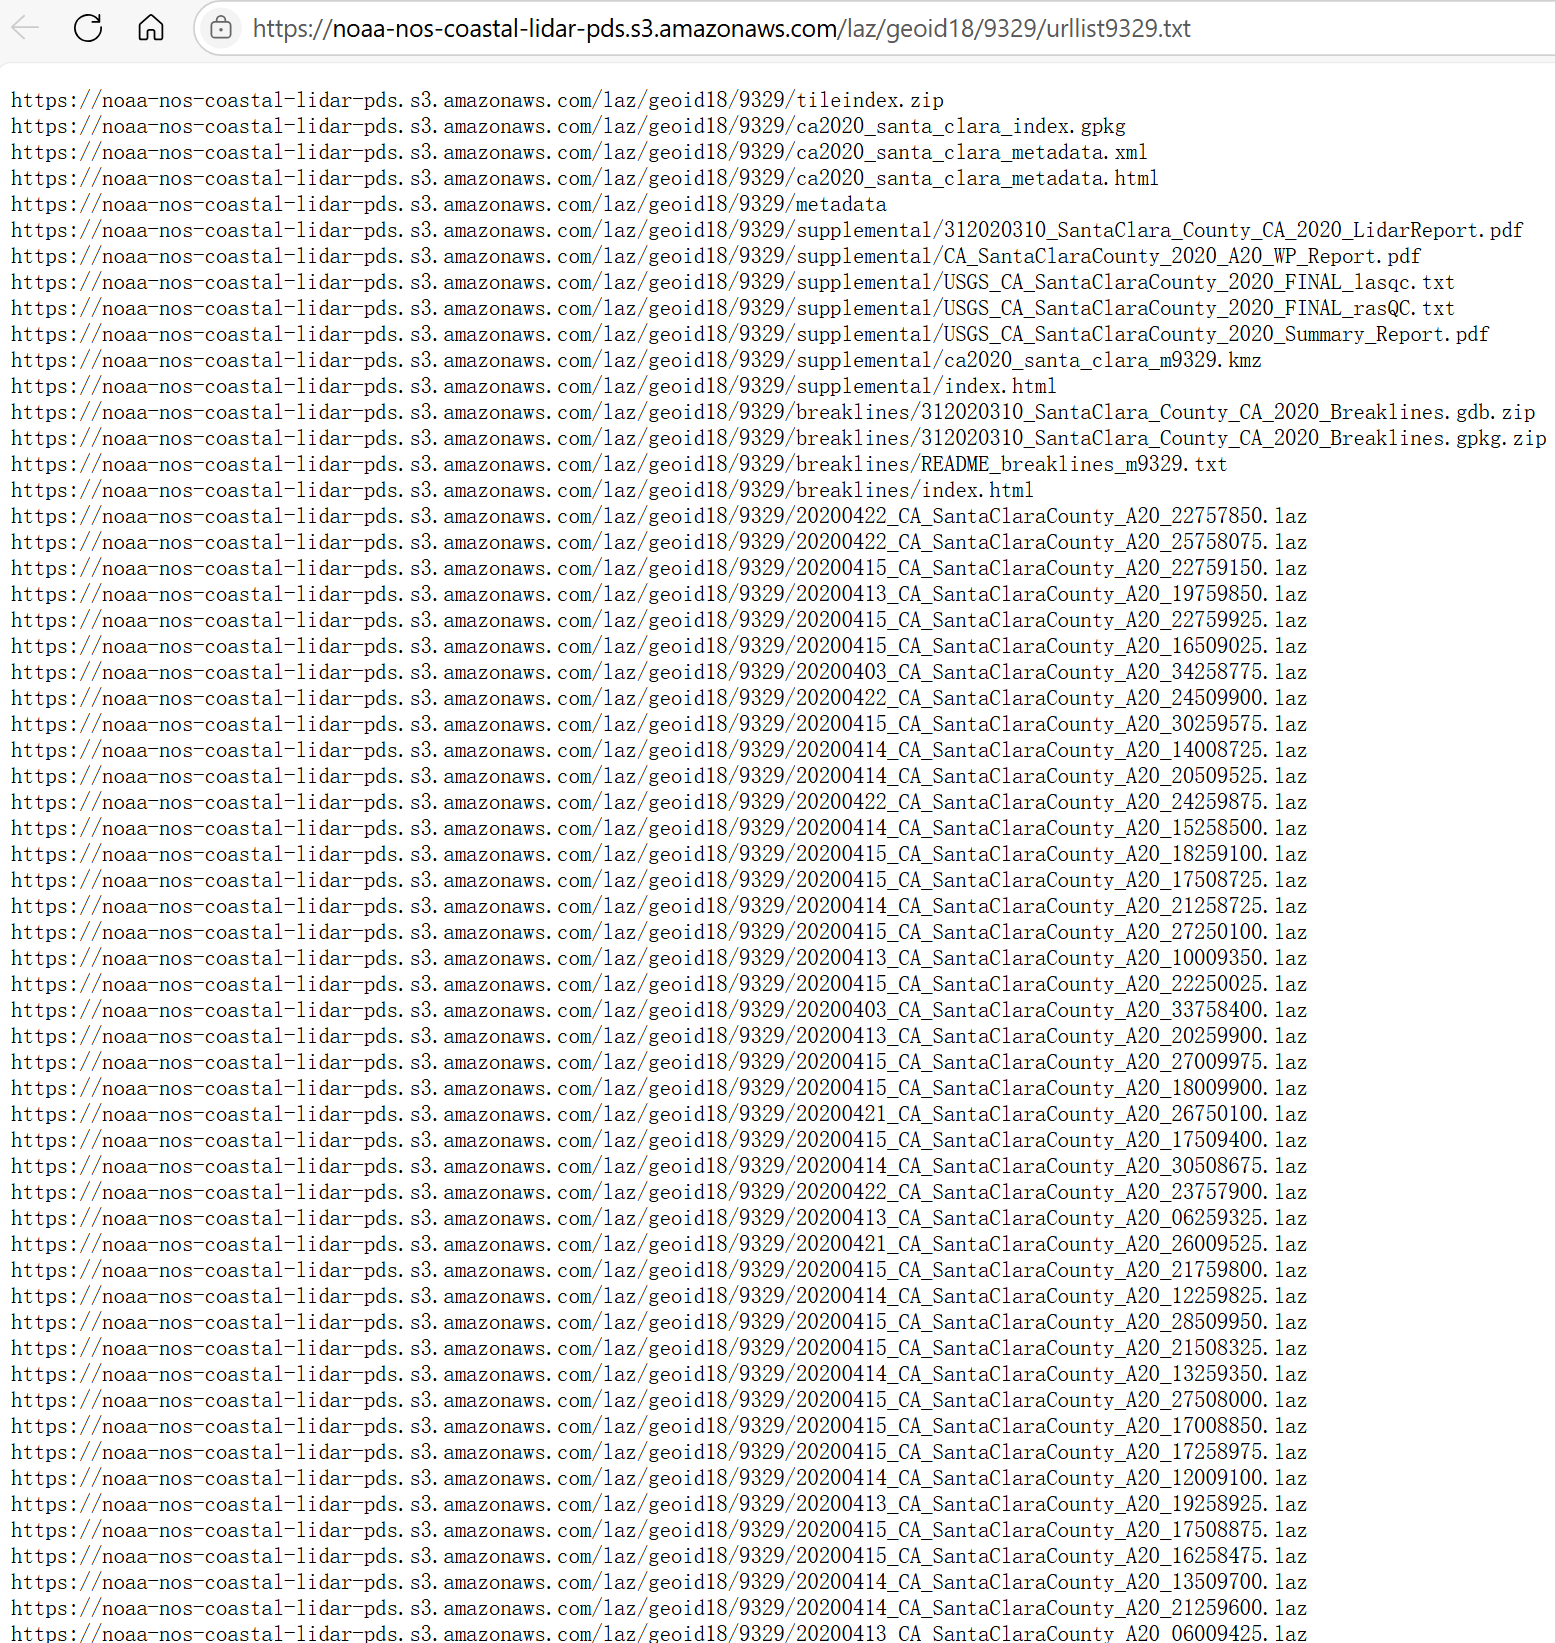 https://noaa-nos-coastal-lidar-pds.s3.amazonaws.com/laz/geoid18/9329/urllist9329.txt
https://noaa-nos-coastal-lidar-pds.s3.amazonaws.com/laz/geoid18/9329/tileindex.zip
https://noaa-nos-coastal-lidar-pds.s3.amazonaws.com/laz/geoid18/9329/ca2020_santa_clara_index.gpkg
https://noaa-nos-coastal-lidar-pds.s3.amazonaws.com/laz/geoid18/9329/ca2020_santa_clara_metadata.xml
https://noaa-nos-coastal-lidar-pds.s3.amazonaws.com/laz/geoid18/9329/ca2020_santa_clara_metadata.html
https://noaa-nos-coastal-lidar-pds.s3.amazonaws.com/laz/geoid18/9329/metadata
https://noaa-nos-coastal-lidar-pds.s3.amazonaws.com/laz/geoid18/9329/supplemental/312020310_SantaClara_County_CA_2020_LidarReport.pdf
https://noaa-nos-coastal-lidar-pds.s3.amazonaws.com/laz/geoid18/9329/supplemental/CA_SantaClaraCounty_2020_A20_WP_Report.pdf
https://noaa-nos-coastal-lidar-pds.s3.amazonaws.com/laz/geoid18/9329/supplemental/USGS_CA_SantaClaraCounty_2020_FINAL_lasqc.txt
https://noaa-nos-coastal-lidar-pds.s3.amazonaws.com/laz/geoid18/9329/supplemental/USGS_CA_SantaClaraCounty_2020_FINAL_rasQC.txt
https://noaa-nos-coastal-lidar-pds.s3.amazonaws.com/laz/geoid18/9329/supplemental/USGS_CA_SantaClaraCounty_2020_Summary_Report.pdf
https://noaa-nos-coastal-lidar-pds.s3.amazonaws.com/laz/geoid18/9329/supplemental/ca2020_santa_clara_m9329.kmz
https://noaa-nos-coastal-lidar-pds.s3.amazonaws.com/laz/geoid18/9329/supplemental/index.html
https://noaa-nos-coastal-lidar-pds.s3.amazonaws.com/laz/geoid18/9329/breaklines/312020310_SantaClara_County_CA_2020_Breaklines.gdb.zip
https://noaa-nos-coastal-lidar-pds.s3.amazonaws.com/laz/geoid18/9329/breaklines/312020310_SantaClara_County_CA_2020_Breaklines.gpkg.zip
https://noaa-nos-coastal-lidar-pds.s3.amazonaws.com/laz/geoid18/9329/breaklines/README_breaklines_m9329.txt
https://noaa-nos-coastal-lidar-pds.s3.amazonaws.com/laz/geoid18/9329/breaklines/index.html
https://noaa-nos-coastal-lidar-pds.s3.amazonaws.com/laz/geoid18/9329/20200422_CA_SantaClaraCounty_A20_22757850.laz
https://noaa-nos-coastal-lidar-pds.s3.amazonaws.com/laz/geoid18/9329/20200422_CA_SantaClaraCounty_A20_25758075.laz
https://noaa-nos-coastal-lidar-pds.s3.amazonaws.com/laz/geoid18/9329/20200415_CA_SantaClaraCounty_A20_22759150.laz
https://noaa-nos-coastal-lidar-pds.s3.amazonaws.com/laz/geoid18/9329/20200413_CA_SantaClaraCounty_A20_19759850.laz
https://noaa-nos-coastal-lidar-pds.s3.amazonaws.com/laz/geoid18/9329/20200415_CA_SantaClaraCounty_A20_22759925.laz
https://noaa-nos-coastal-lidar-pds.s3.amazonaws.com/laz/geoid18/9329/20200415_CA_SantaClaraCounty_A20_16509025.laz
https://noaa-nos-coastal-lidar-pds.s3.amazonaws.com/laz/geoid18/9329/20200403_CA_SantaClaraCounty_A20_34258775.laz
https://noaa-nos-coastal-lidar-pds.s3.amazonaws.com/laz/geoid18/9329/20200422_CA_SantaClaraCounty_A20_24509900.laz
https://noaa-nos-coastal-lidar-pds.s3.amazonaws.com/laz/geoid18/9329/20200415_CA_SantaClaraCounty_A20_30259575.laz
https://noaa-nos-coastal-lidar-pds.s3.amazonaws.com/laz/geoid18/9329/20200414_CA_SantaClaraCounty_A20_14008725.laz
https://noaa-nos-coastal-lidar-pds.s3.amazonaws.com/laz/geoid18/9329/20200414_CA_SantaClaraCounty_A20_20509525.laz
https://noaa-nos-coastal-lidar-pds.s3.amazonaws.com/laz/geoid18/9329/20200422_CA_SantaClaraCounty_A20_24259875.laz
https://noaa-nos-coastal-lidar-pds.s3.amazonaws.com/laz/geoid18/9329/20200414_CA_SantaClaraCounty_A20_15258500.laz
https://noaa-nos-coastal-lidar-pds.s3.amazonaws.com/laz/geoid18/9329/20200415_CA_SantaClaraCounty_A20_18259100.laz
https://noaa-nos-coastal-lidar-pds.s3.amazonaws.com/laz/geoid18/9329/20200415_CA_SantaClaraCounty_A20_17508725.laz
https://noaa-nos-coastal-lidar-pds.s3.amazonaws.com/laz/geoid18/9329/20200414_CA_SantaClaraCounty_A20_21258725.laz
https://noaa-nos-coastal-lidar-pds.s3.amazonaws.com/laz/geoid18/9329/20200415_CA_SantaClaraCounty_A20_27250100.laz
https://noaa-nos-coastal-lidar-pds.s3.amazonaws.com/laz/geoid18/9329/20200413_CA_SantaClaraCounty_A20_10009350.laz
https://noaa-nos-coastal-lidar-pds.s3.amazonaws.com/laz/geoid18/9329/20200415_CA_SantaClaraCounty_A20_22250025.laz
https://noaa-nos-coastal-lidar-pds.s3.amazonaws.com/laz/geoid18/9329/20200403_CA_SantaClaraCounty_A20_33758400.laz
https://noaa-nos-coastal-lidar-pds.s3.amazonaws.com/laz/geoid18/9329/20200413_CA_SantaClaraCounty_A20_20259900.laz
https://noaa-nos-coastal-lidar-pds.s3.amazonaws.com/laz/geoid18/9329/20200415_CA_SantaClaraCounty_A20_27009975.laz
https://noaa-nos-coastal-lidar-pds.s3.amazonaws.com/laz/geoid18/9329/20200415_CA_SantaClaraCounty_A20_18009900.laz
https://noaa-nos-coastal-lidar-pds.s3.amazonaws.com/laz/geoid18/9329/20200421_CA_SantaClaraCounty_A20_26750100.laz
https://noaa-nos-coastal-lidar-pds.s3.amazonaws.com/laz/geoid18/9329/20200415_CA_SantaClaraCounty_A20_17509400.laz
https://noaa-nos-coastal-lidar-pds.s3.amazonaws.com/laz/geoid18/9329/20200414_CA_SantaClaraCounty_A20_30508675.laz
https://noaa-nos-coastal-lidar-pds.s3.amazonaws.com/laz/geoid18/9329/20200422_CA_SantaClaraCounty_A20_23757900.laz
https://noaa-nos-coastal-lidar-pds.s3.amazonaws.com/laz/geoid18/9329/20200413_CA_SantaClaraCounty_A20_06259325.laz
https://noaa-nos-coastal-lidar-pds.s3.amazonaws.com/laz/geoid18/9329/20200421_CA_SantaClaraCounty_A20_26009525.laz
https://noaa-nos-coastal-lidar-pds.s3.amazonaws.com/laz/geoid18/9329/20200415_CA_SantaClaraCounty_A20_21759800.laz
https://noaa-nos-coastal-lidar-pds.s3.amazonaws.com/laz/geoid18/9329/20200414_CA_SantaClaraCounty_A20_12259825.laz
https://noaa-nos-coastal-lidar-pds.s3.amazonaws.com/laz/geoid18/9329/20200415_CA_SantaClaraCounty_A20_28509950.laz
https://noaa-nos-coastal-lidar-pds.s3.amazonaws.com/laz/geoid18/9329/20200415_CA_SantaClaraCounty_A20_21508325.laz
https://noaa-nos-coastal-lidar-pds.s3.amazonaws.com/laz/geoid18/9329/20200414_CA_SantaClaraCounty_A20_13259350.laz
https://noaa-nos-coastal-lidar-pds.s3.amazonaws.com/laz/geoid18/9329/20200415_CA_SantaClaraCounty_A20_27508000.laz
https://noaa-nos-coastal-lidar-pds.s3.amazonaws.com/laz/geoid18/9329/20200415_CA_SantaClaraCounty_A20_17008850.laz
https://noaa-nos-coastal-lidar-pds.s3.amazonaws.com/laz/geoid18/9329/20200415_CA_SantaClaraCounty_A20_17258975.laz
https://noaa-nos-coastal-lidar-pds.s3.amazonaws.com/laz/geoid18/9329/20200414_CA_SantaClaraCounty_A20_12009100.laz
https://noaa-nos-coastal-lidar-pds.s3.amazonaws.com/laz/geoid18/9329/20200413_CA_SantaClaraCounty_A20_19258925.laz
https://noaa-nos-coastal-lidar-pds.s3.amazonaws.com/laz/geoid18/9329/20200415_CA_SantaClaraCounty_A20_17508875.laz
https://noaa-nos-coastal-lidar-pds.s3.amazonaws.com/laz/geoid18/9329/20200415_CA_SantaClaraCounty_A20_16258475.laz
https://noaa-nos-coastal-lidar-pds.s3.amazonaws.com/laz/geoid18/9329/20200414_CA_SantaClaraCounty_A20_13509700.laz
https://noaa-nos-coastal-lidar-pds.s3.amazonaws.com/laz/geoid18/9329/20200414_CA_SantaClaraCounty_A20_21259600.laz
https://noaa-nos-coastal-lidar-pds.s3.amazonaws.com/laz/geoid18/9329/20200413_CA_SantaClaraCounty_A20_06009425.laz